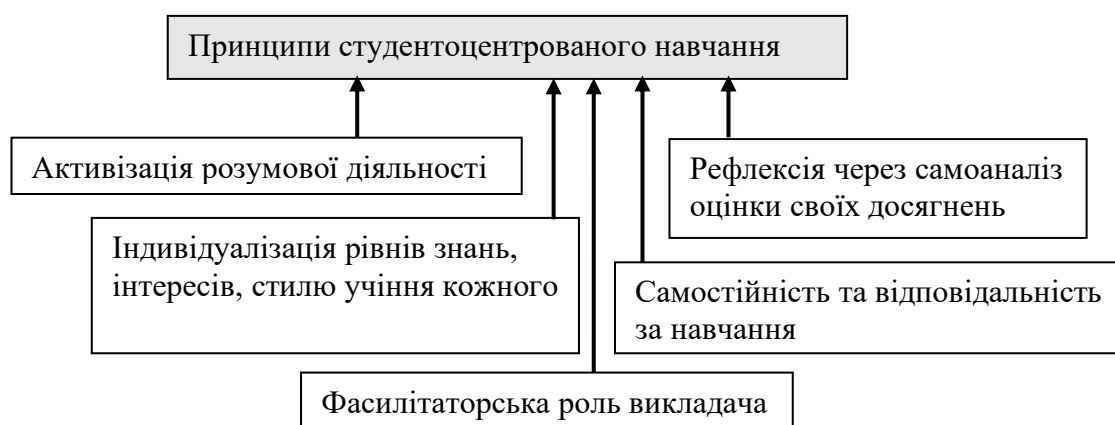 Принципи студентоцентрованого навчання
Активізація розумової діяльності
Рефлексія через самоаналіз
оцінки своїх досягнень
Індивідуалізація рівнів знань,
інтересів, стилю учіння кожного
Самостійність та відповідальність
за навчання
Фасилітаторська роль викладача